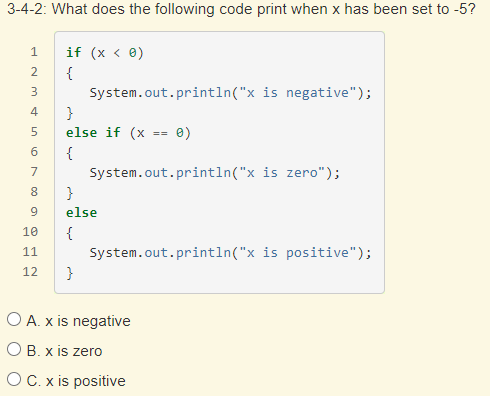 3-4-2: What does the following code print when x has been set to -5?
1 if (x < 0)
2 {
3 System.out.println("x is negative");
4 }
5 else if (x == 0)
6 {
7 System.out.println("x is zero");
8 }
9 else
10 {
11 System.out.println("x is positive");
12 }
A. x is negative
B. x is zero
C. x is positive